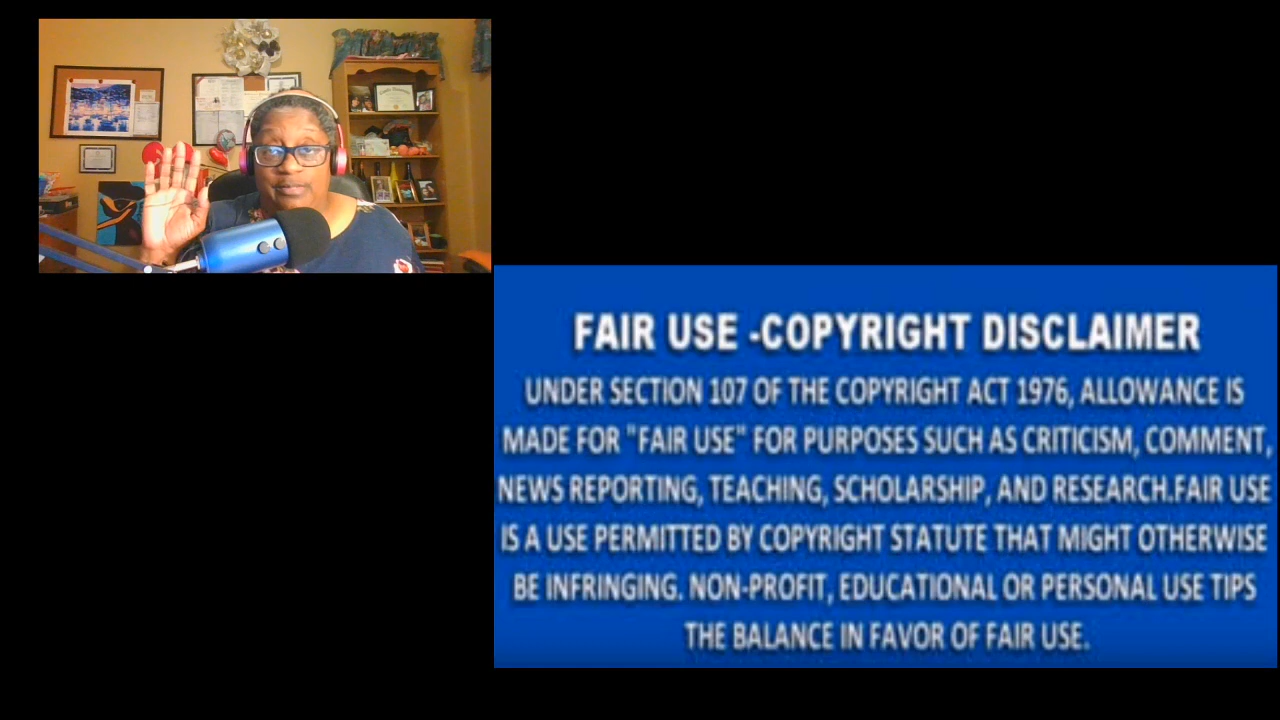 FAIR USE -COPYRIGHT DISCLAIMER
UNDER SECTION 107 OF THE COPYRIGHT ACT 1976, ALLOWANCE IS
MADE FOR "FAIR USE" FOR PURPOSES SUCH AS CRITICISM, COMMENT,
NEWS REPORTING, TEACHING, SCHOLARSHIP, AND RESEARCH.FAIR USE
IS A USE PERMITTED BY COPYRIGHT STATUTE THAT MIGHT OTHERWISE
BE INFRINGING. NON-PROFIT, EDUCATIONAL OR PERSONAL USE TIPS
THE BALANCE IN FAVOR OF FAIR USE.